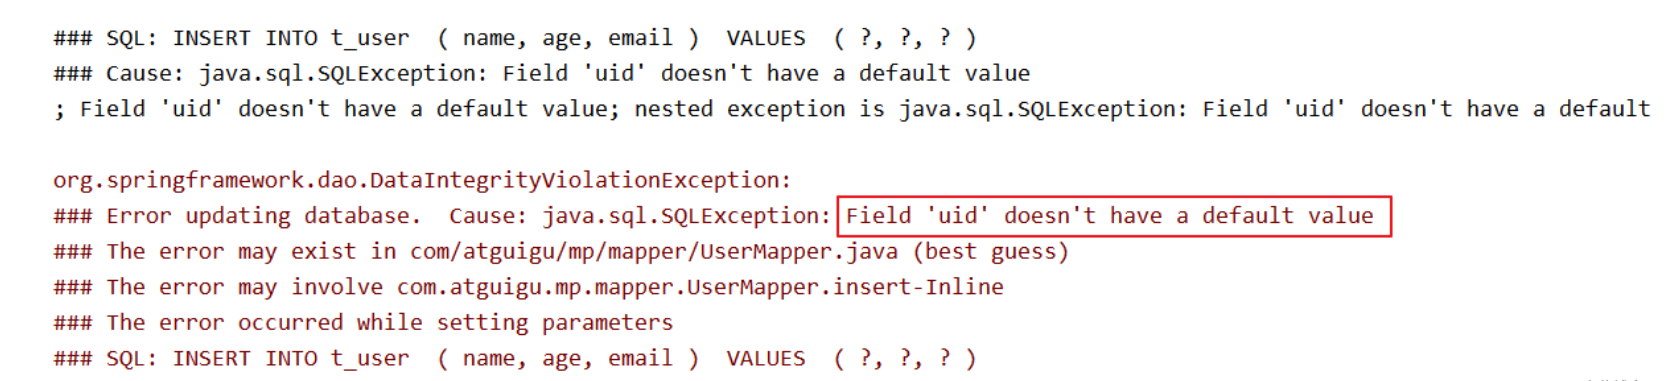 ### SQL: INSERT INTO t_user  ( name, age, email )  VALUES  ( ?, ?, ? )
### Cause: java.sql.SQLException: Field 'uid' doesn't have a default value
; Field 'uid' doesn't have a default value; nested exception is java.sql.SQLException: Field 'uid' doesn't have a default
org.springframework.dao.DataIntegrityViolationException:
### Error updating database.  Cause: java.sql.SQLException: Field 'uid' doesn't have a default value
### The error may exist in com/atguigu/mp/mapper/UserMapper.java (best guess)
### The error may involve com.atguigu.mp.mapper.UserMapper.insert-Inline
### The error occurred while setting parameters
### SQL: INSERT INTO t_user  ( name, age, email )  VALUES  ( ?, ?, ? )